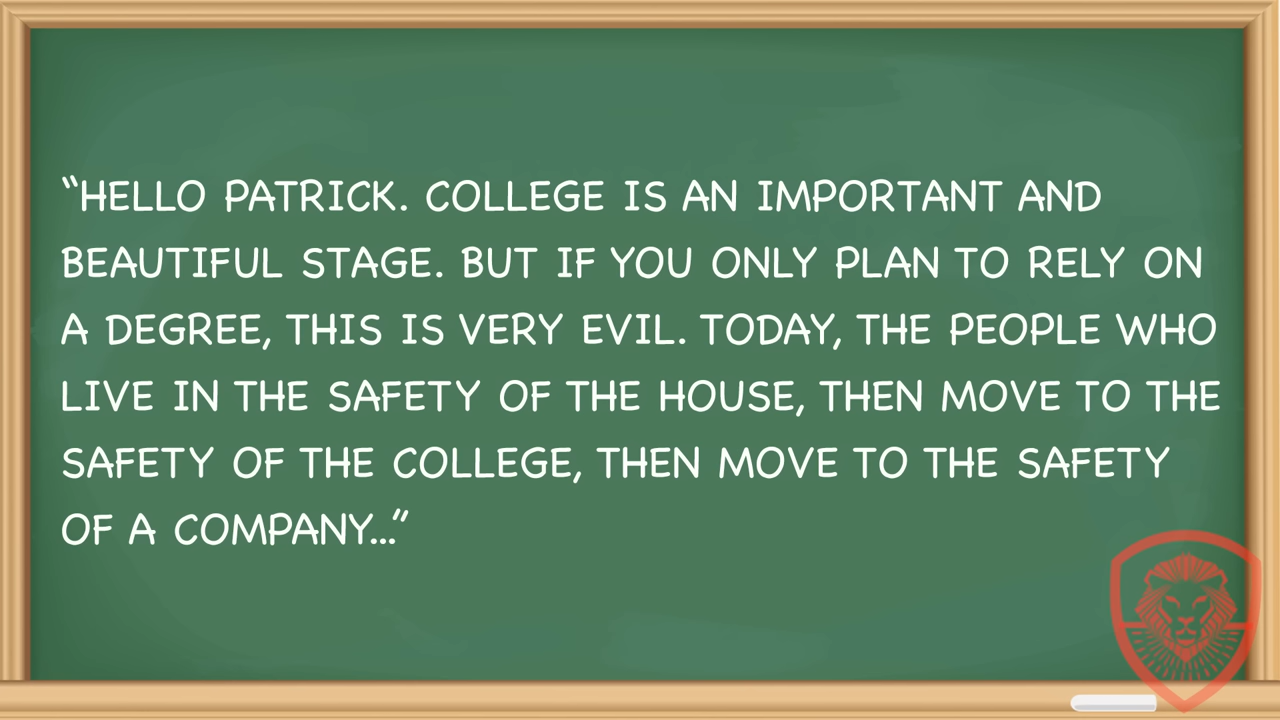 “HELLO PATRICK. COLLEGE IS AN IMPORTANT AND
BEAUTIFUL STAGE. BUT IF YOU ONLY PLAN TO RELY ON
A DEGREE, THIS IS VERY EVIL. TODAY, THE PEOPLE WHO
LIVE IN THE SAFETY OF THE HOUSE, THEN MOVE TO THE
SAFETY OF THE COLLEGE, THEN MOVE TO THE SAFETY
OF A COMPANY...”